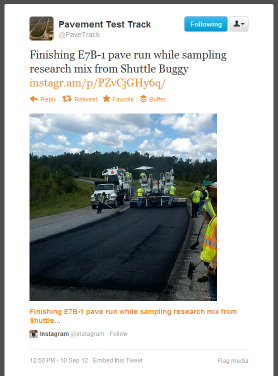 Pavement Test Track
@PaveTrack
Following
Finishing E7B-1 pave run while sampling
research mix from Shuttle Buggy
instagr.am/p/PZvCjGHy6q/
Reply Retweet Favorite Buffer
Finishing E7B-1 pave run while sampling research mix from
Shuttle...
Instagram @instagram · Follow
12:50 PM - 10 Sep 12 · Embed this Tweet
Flag media